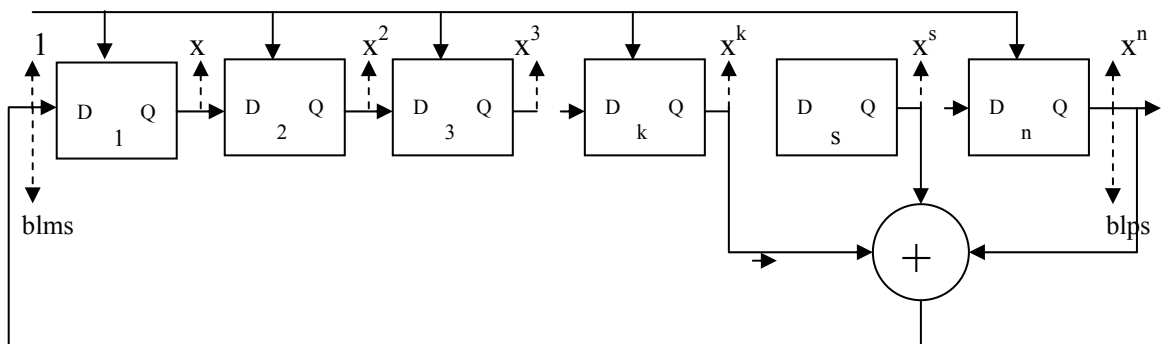 1 x x² x³ xᵏ xˢ xⁿ
D Q D Q D Q D Q D Q D Q
1 2 3 k s n
blms blps
+